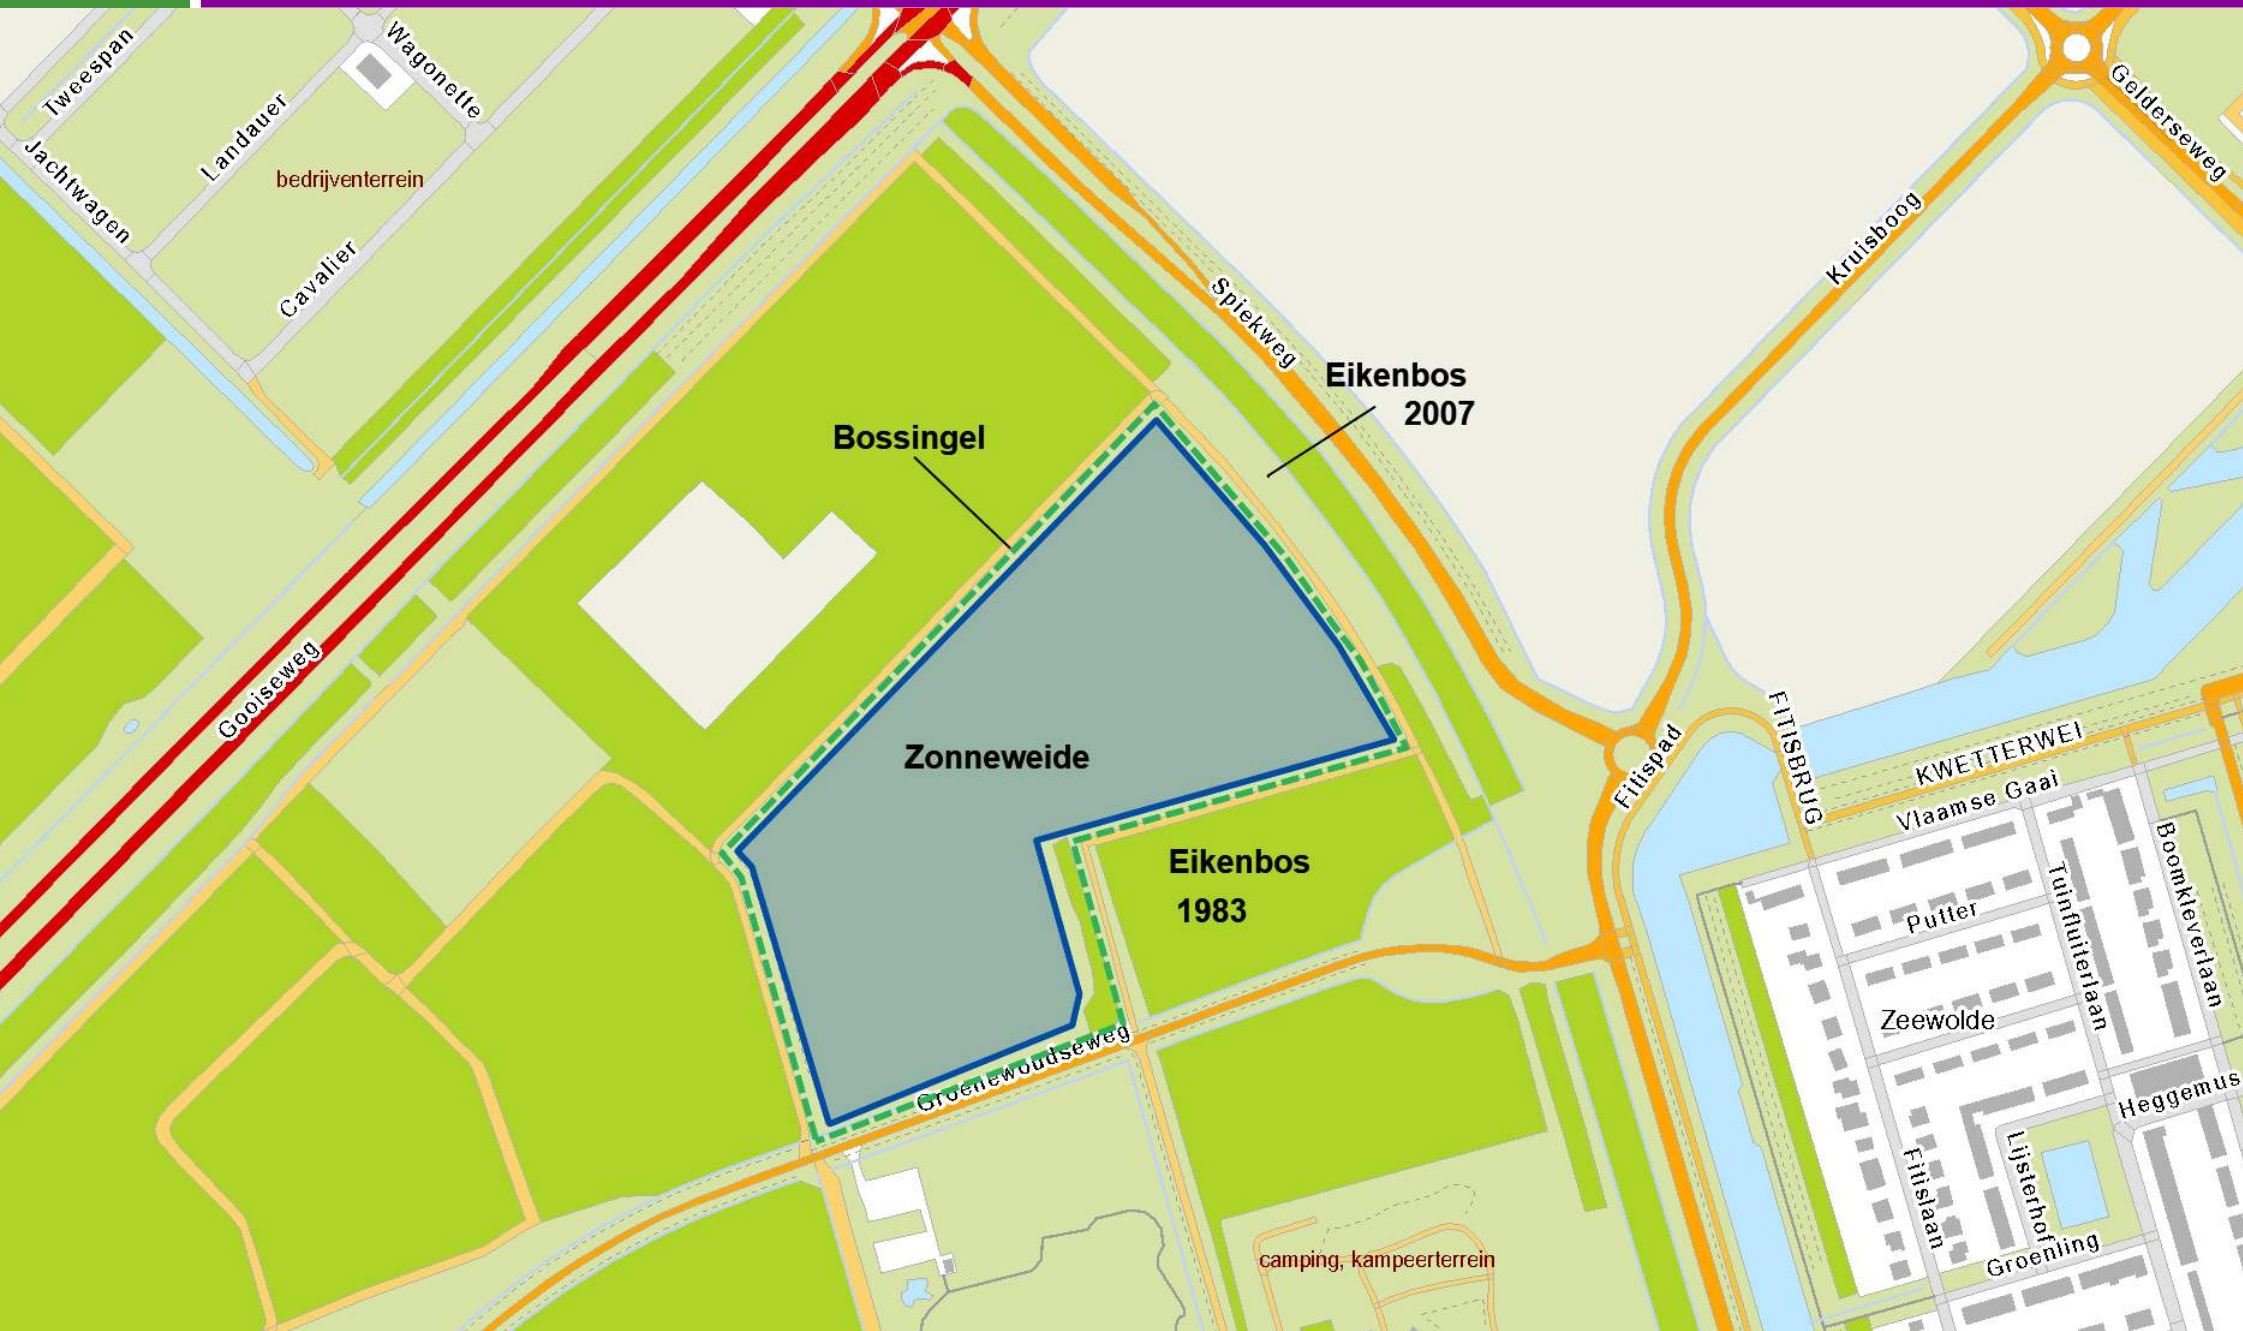 Tweespan
Wagonette
Landauer
Jachtwagen
bedrijventerrein
Cavalier
Gelderseweg
Kruisboog
Spiekweg
Eikenbos
2007
Bossingel
Gooiseweg
Zonneweide
Fitispad
FITISBRUG
KWETTERWEI
Vlaamse Gaai
Eikenbos
1983
Putter
Tuinfluiterlaan
Boomkleverlaan
Zeewolde
Groenewoudseweg
Heggemus
Fitislaan
Lijsterhof
Groenling
camping, kampeerterrein